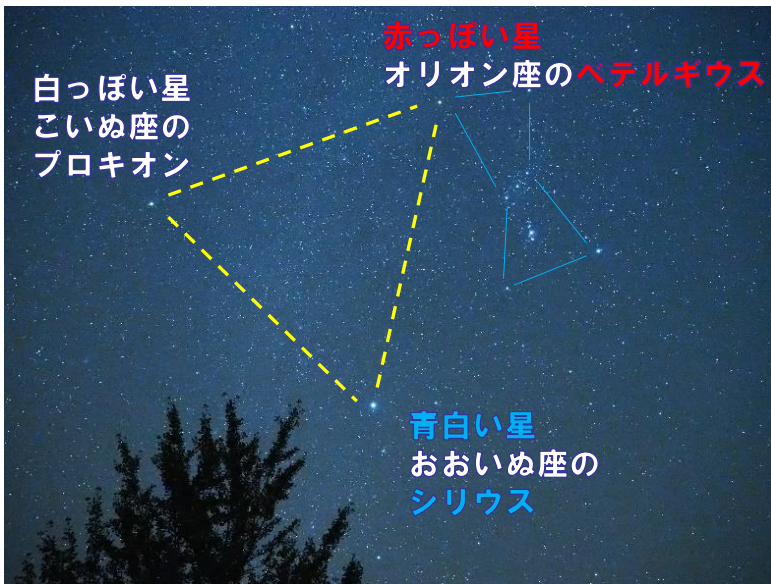 赤っぽい星
オリオン座のベテルギウス
白っぽい星
こいぬ座の
プロキオン
青白い星
おおいぬ座の
シリウス